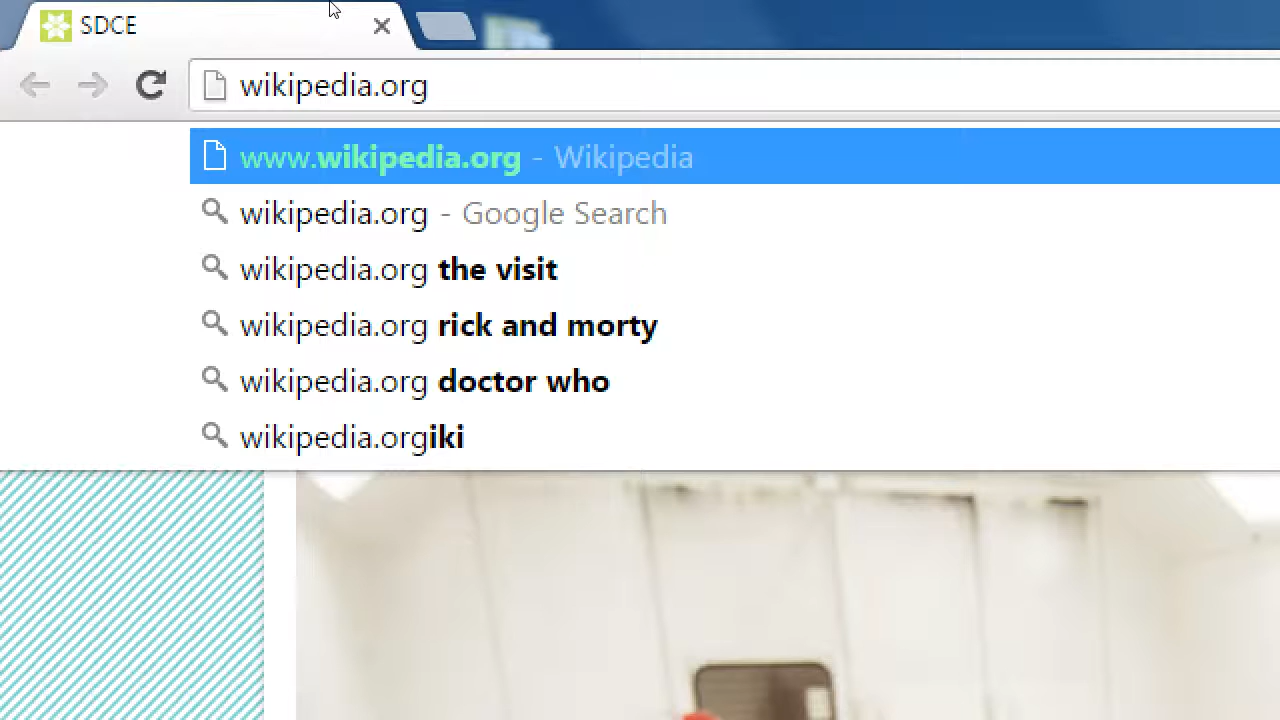 SDCE
wikipedia.org
www.wikipedia.org - Wikipedia
wikipedia.org - Google Search
wikipedia.org the visit
wikipedia.org rick and morty
wikipedia.org doctor who
wikipedia.orgiki